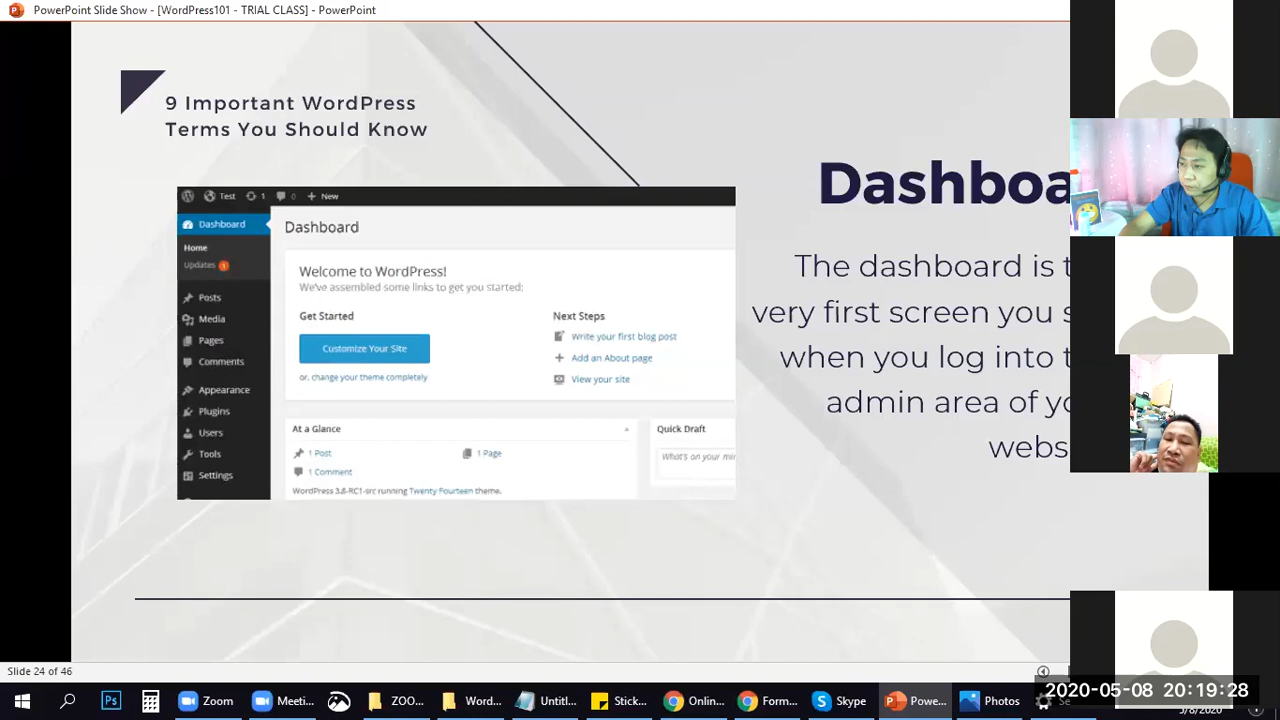 PowerPoint Slide Show - [WordPress101 - TRIAL CLASS] - PowerPoint
9 Important WordPress
Terms You Should Know
Test 1 0 New
Dashboard
Home
Updates 1
Posts
Media
Pages
Comments
Appearance
Plugins
Users
Tools
Settings
Dashboard
Welcome to WordPress!
We've assembled some links to get you started:
Get Started
Customize Your Site
or, change your theme completely
Next Steps
Write your first blog post
Add an About page
View your site
At a Glance
1 Post
1 Page
1 Comment
WordPress 3.8-RC1-src running Twenty Fourteen theme.
Quick Draft
What's on your min
Dashboa
The dashboard is t
very first screen you s
when you log into t
admin area of yo
webs
Slide 24 of 46
Ps
Zoom
Meeti...
ZOO...
Word...
Untitl...
Stick...
Onlin...
Form...
Skype
Powe...
Photos
2020-05-08 20:19:28
5/8/2020